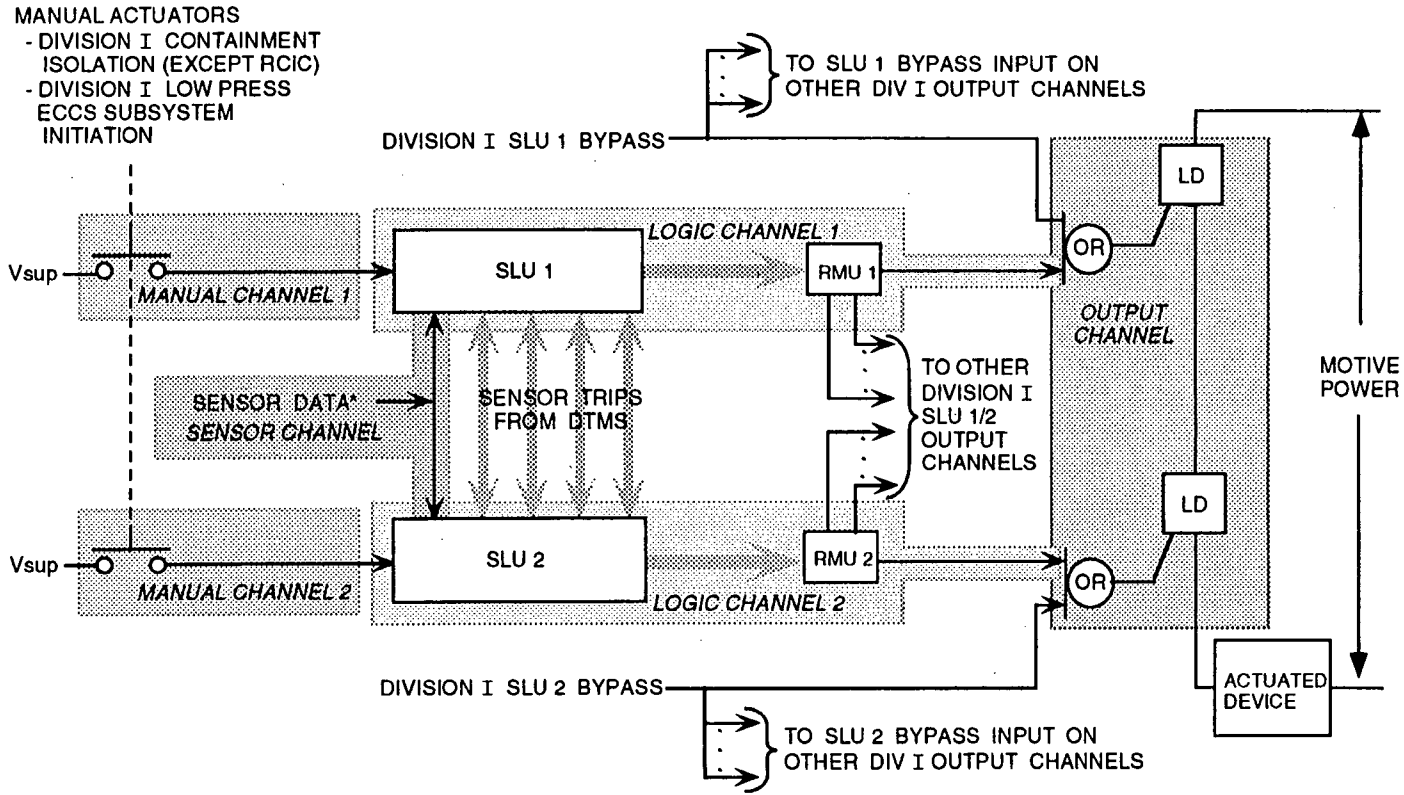 MANUAL ACTUATORS
- DIVISION I CONTAINMENT
ISOLATION (EXCEPT RCIC)
- DIVISION I LOW PRESS
ECCS SUBSYSTEM
INITIATION
TO SLU 1 BYPASS INPUT ON
OTHER DIV I OUTPUT CHANNELS
DIVISION I SLU 1 BYPASS
LD
LOGIC CHANNEL 1
SLU 1
RMU 1
OR
Vsup
MANUAL CHANNEL 1
OUTPUT
CHANNEL
MOTIVE
POWER
SENSOR DATA*
SENSOR CHANNEL
SENSOR TRIPS
FROM DTMS
TO OTHER
DIVISION I
SLU 1/2
OUTPUT
CHANNELS
LD
SLU 2
RMU 2
OR
Vsup
MANUAL CHANNEL 2
LOGIC CHANNEL 2
DIVISION I SLU 2 BYPASS
ACTUATED
DEVICE
TO SLU 2 BYPASS INPUT ON
OTHER DIV I OUTPUT CHANNELS